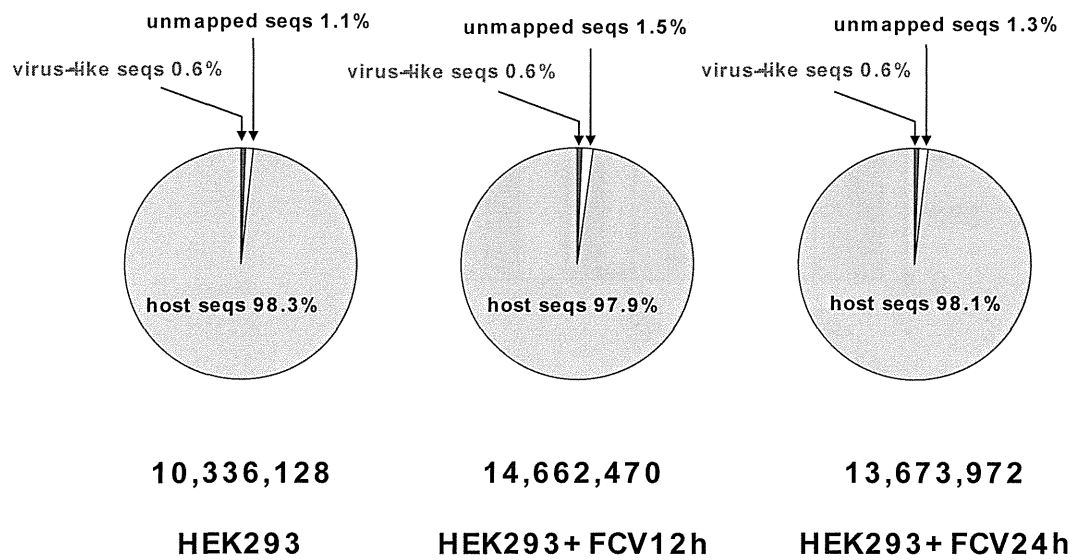 unmapped seqs 1.1%
unmapped seqs 1.5%
unmapped seqs 1.3%
virus-like seqs 0.6%
virus-like seqs 0.6%
virus-like seqs 0.6%
host seqs 98.3%
host seqs 97.9%
host seqs 98.1%
10,336,128
14,662,470
13,673,972
HEK293
HEK293+FCV12h
HEK293+FCV24h